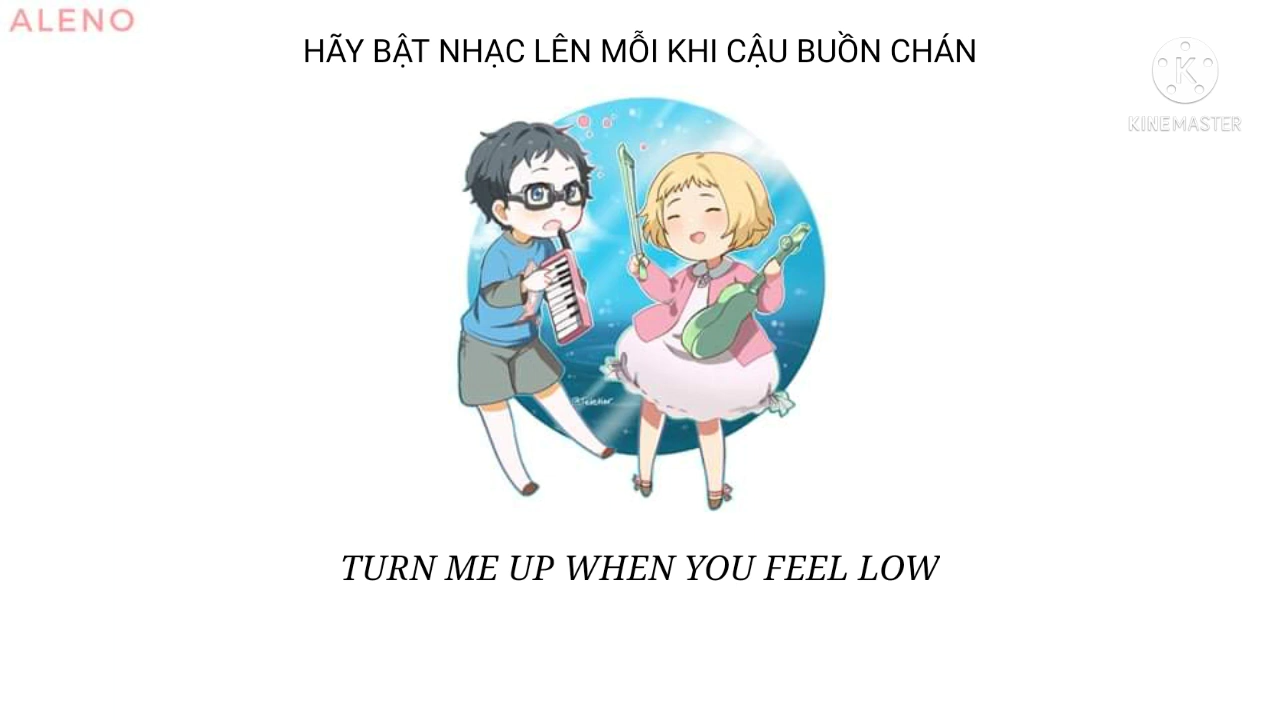 ALENO
HÃY BẬT NHẠC LÊN MỖI KHI CẬU BUỒN CHÁN
K
KINEMASTER
TURN ME UP WHEN YOU FEEL LOW